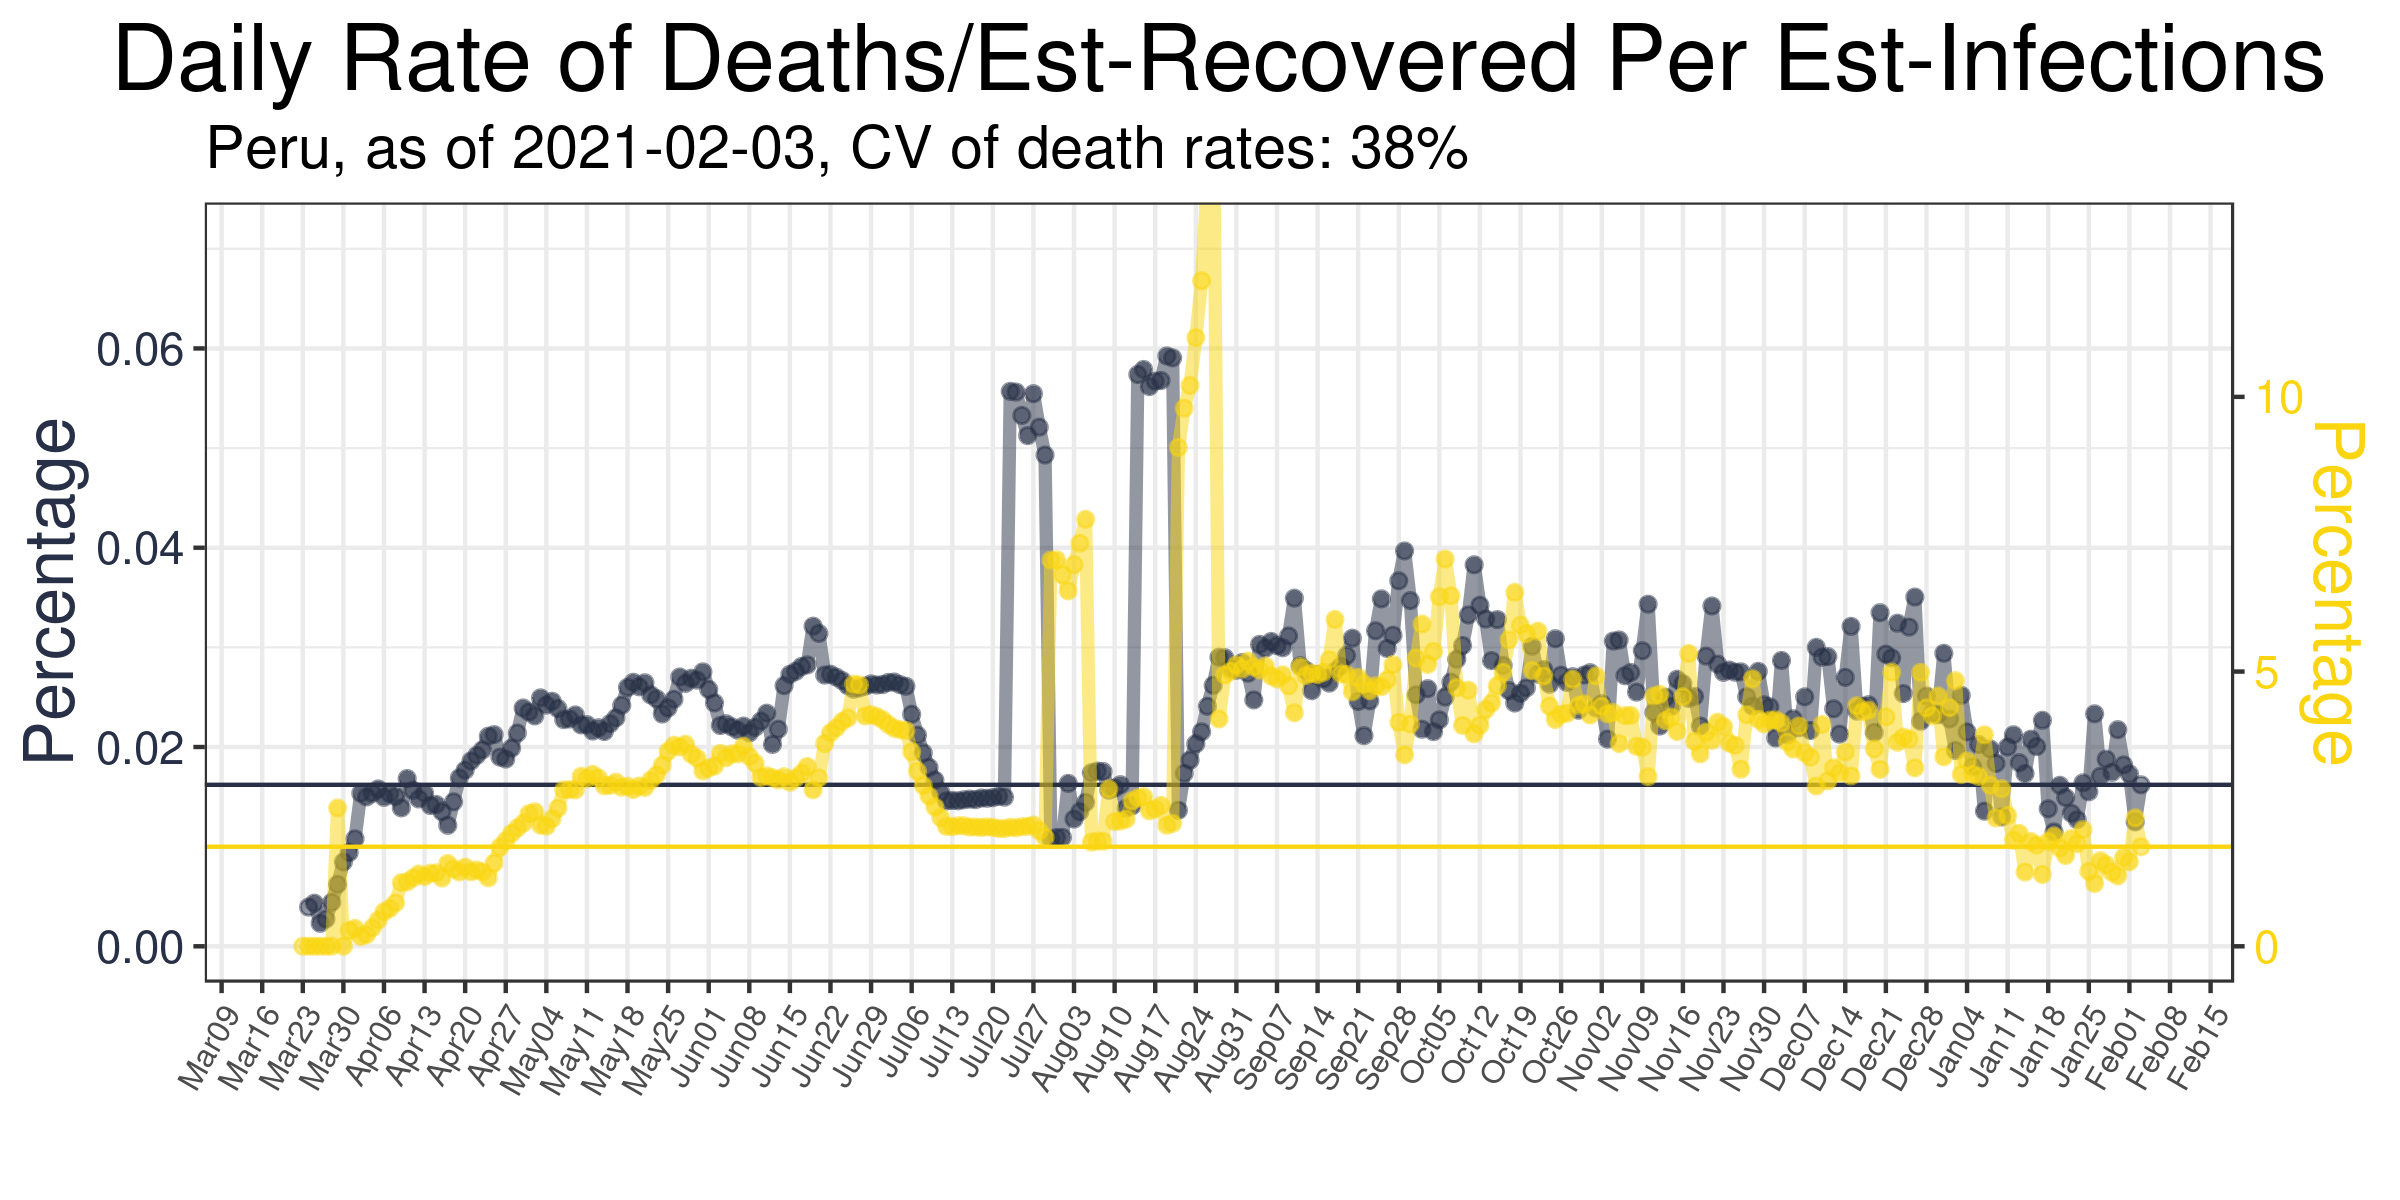 Daily Rate of Deaths/Est-Recovered Per Est-Infections
Peru, as of 2021-02-03, CV of death rates: 38%
Percentage
0.06
0.04
0.02
0.00
10
5
0
Percentage
Mar09
Mar16
Mar23
Mar30
Apr06
Apr13
Apr20
Apr27
May04
May11
May18
May25
Jun01
Jun08
Jun15
Jun22
Jun29
Jul06
Jul13
Jul20
Jul27
Aug03
Aug10
Aug17
Aug24
Aug31
Sep07
Sep14
Sep21
Sep28
Oct05
Oct12
Oct19
Oct26
Nov02
Nov09
Nov16
Nov23
Nov30
Dec07
Dec14
Dec21
Dec28
Jan04
Jan11
Jan18
Jan25
Feb01
Feb08
Feb15